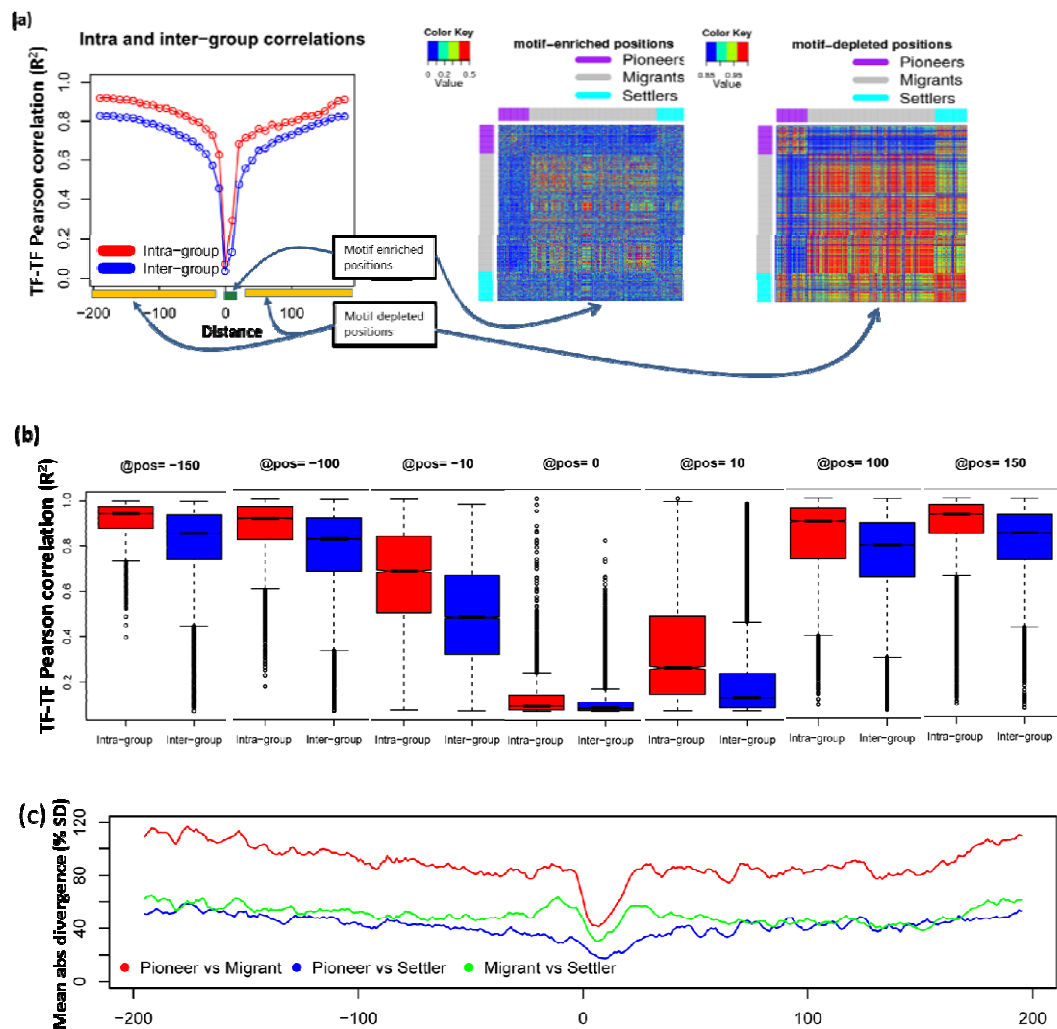 (a)
Intra and inter-group correlations
TF-TF Pearson correlation (R²)
1.0
0.8
0.6
0.4
0.2
0.0
Intra-group
Inter-group
−200
−100
0
100
Distance
Motif enriched
positions
Motif depleted
positions
Color Key
0 0.2 0.5
Value
motif-enriched positions
Pioneers
Migrants
Settlers
Color Key
0.85 0.95
Value
motif-depleted positions
Pioneers
Migrants
Settlers
(b)
TF-TF Pearson correlation (R²)
@pos= −150 @pos= −100 @pos= −10 @pos= 0 @pos= 10 @pos= 100 @pos= 150
1.0
0.8
0.6
0.4
0.2
Intra-group Inter-group Intra-group Inter-group Intra-group Inter-group Intra-group Inter-group Intra-group Inter-group Intra-group Inter-group Intra-group Inter-group
(c)
Mean abs divergence (% SD)
120
80
40
0
Pioneer vs Migrant Pioneer vs Settler Migrant vs Settler
−200 −100 0 100 200